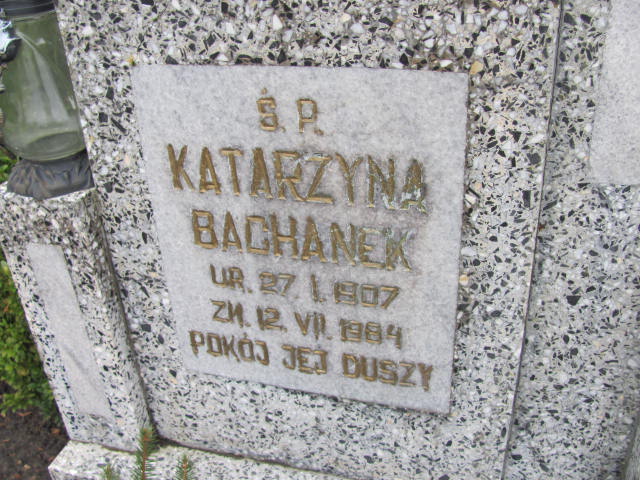 Ś. P.
KATARZYNA
BACHANEK
UR. 27. I. 1907
ZM. 12. VII. 1984
POKÓJ JEJ DUSZY